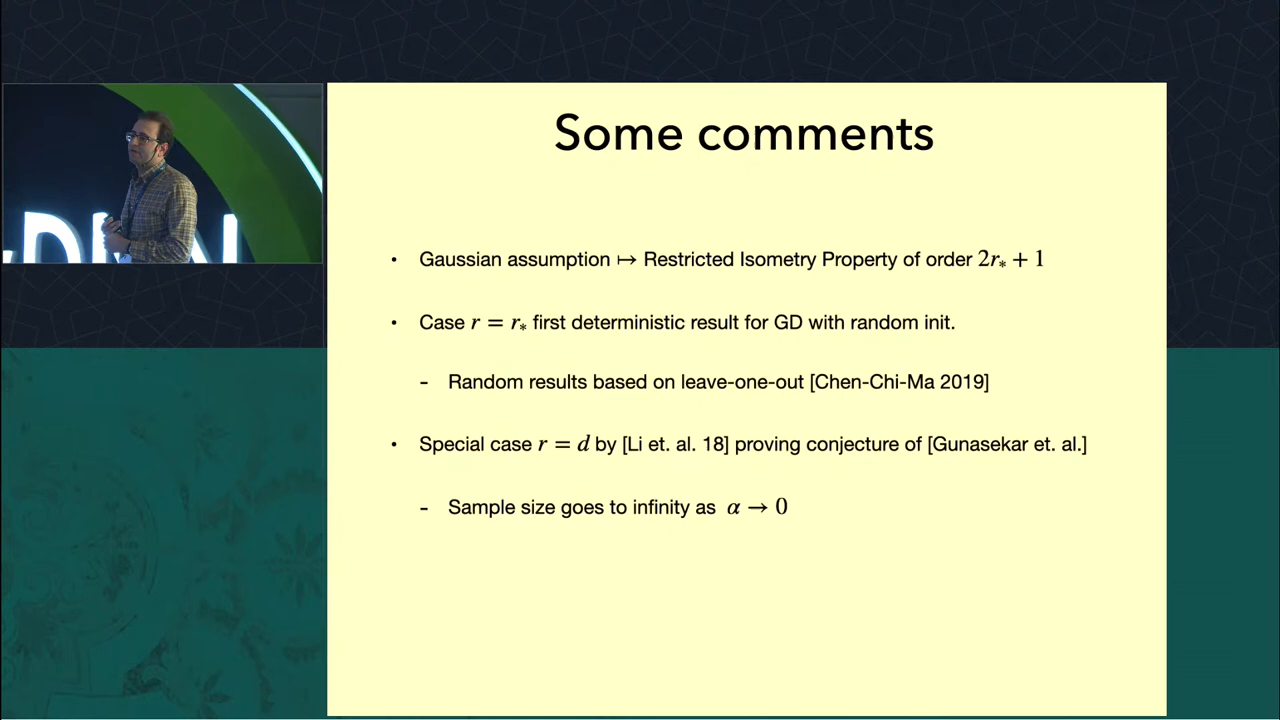 Some comments
• Gaussian assumption ↦ Restricted Isometry Property of order 2r* + 1
• Case r = r* first deterministic result for GD with random init.
- Random results based on leave-one-out [Chen-Chi-Ma 2019]
• Special case r = d by [Li et. al. 18] proving conjecture of [Gunasekar et. al.]
- Sample size goes to infinity as α → 0